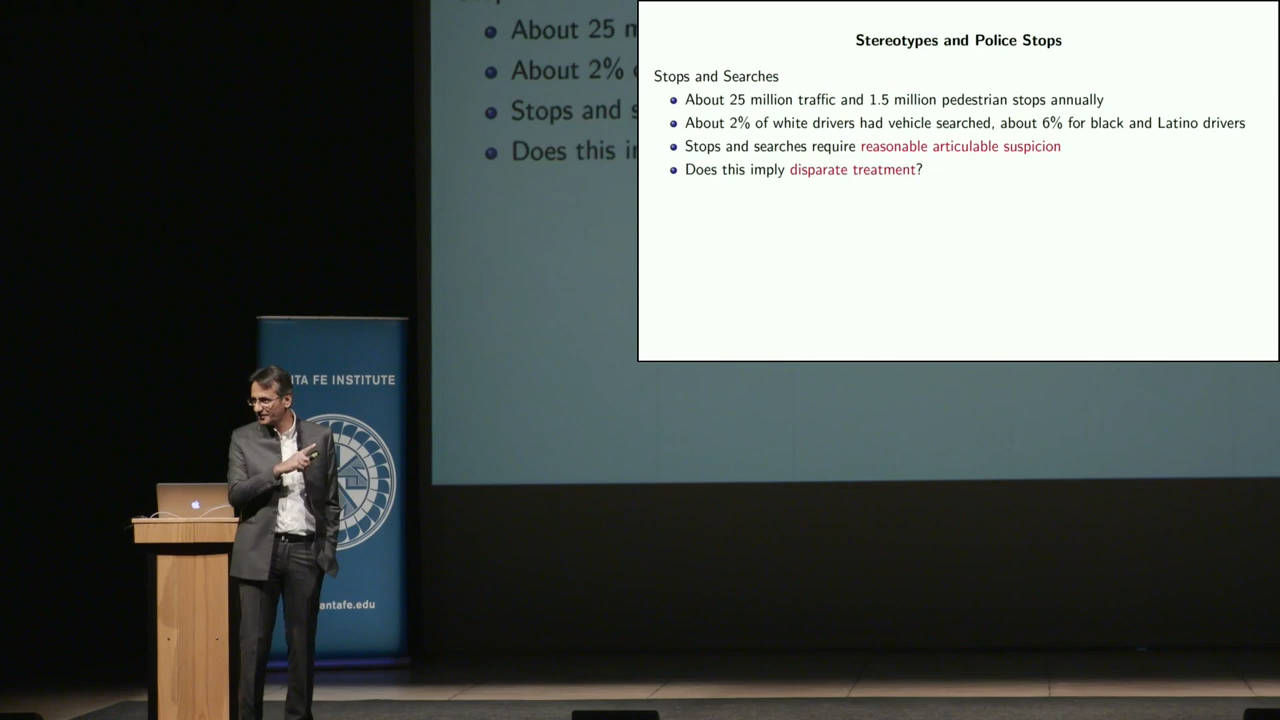 About 25
About 2%
Stops and
Does this
Stereotypes and Police Stops
Stops and Searches
About 25 million traffic and 1.5 million pedestrian stops annually
About 2% of white drivers had vehicle searched, about 6% for black and Latino drivers
Stops and searches require reasonable articulable suspicion
Does this imply disparate treatment?
TA FE INSTITUTE
antafe.edu